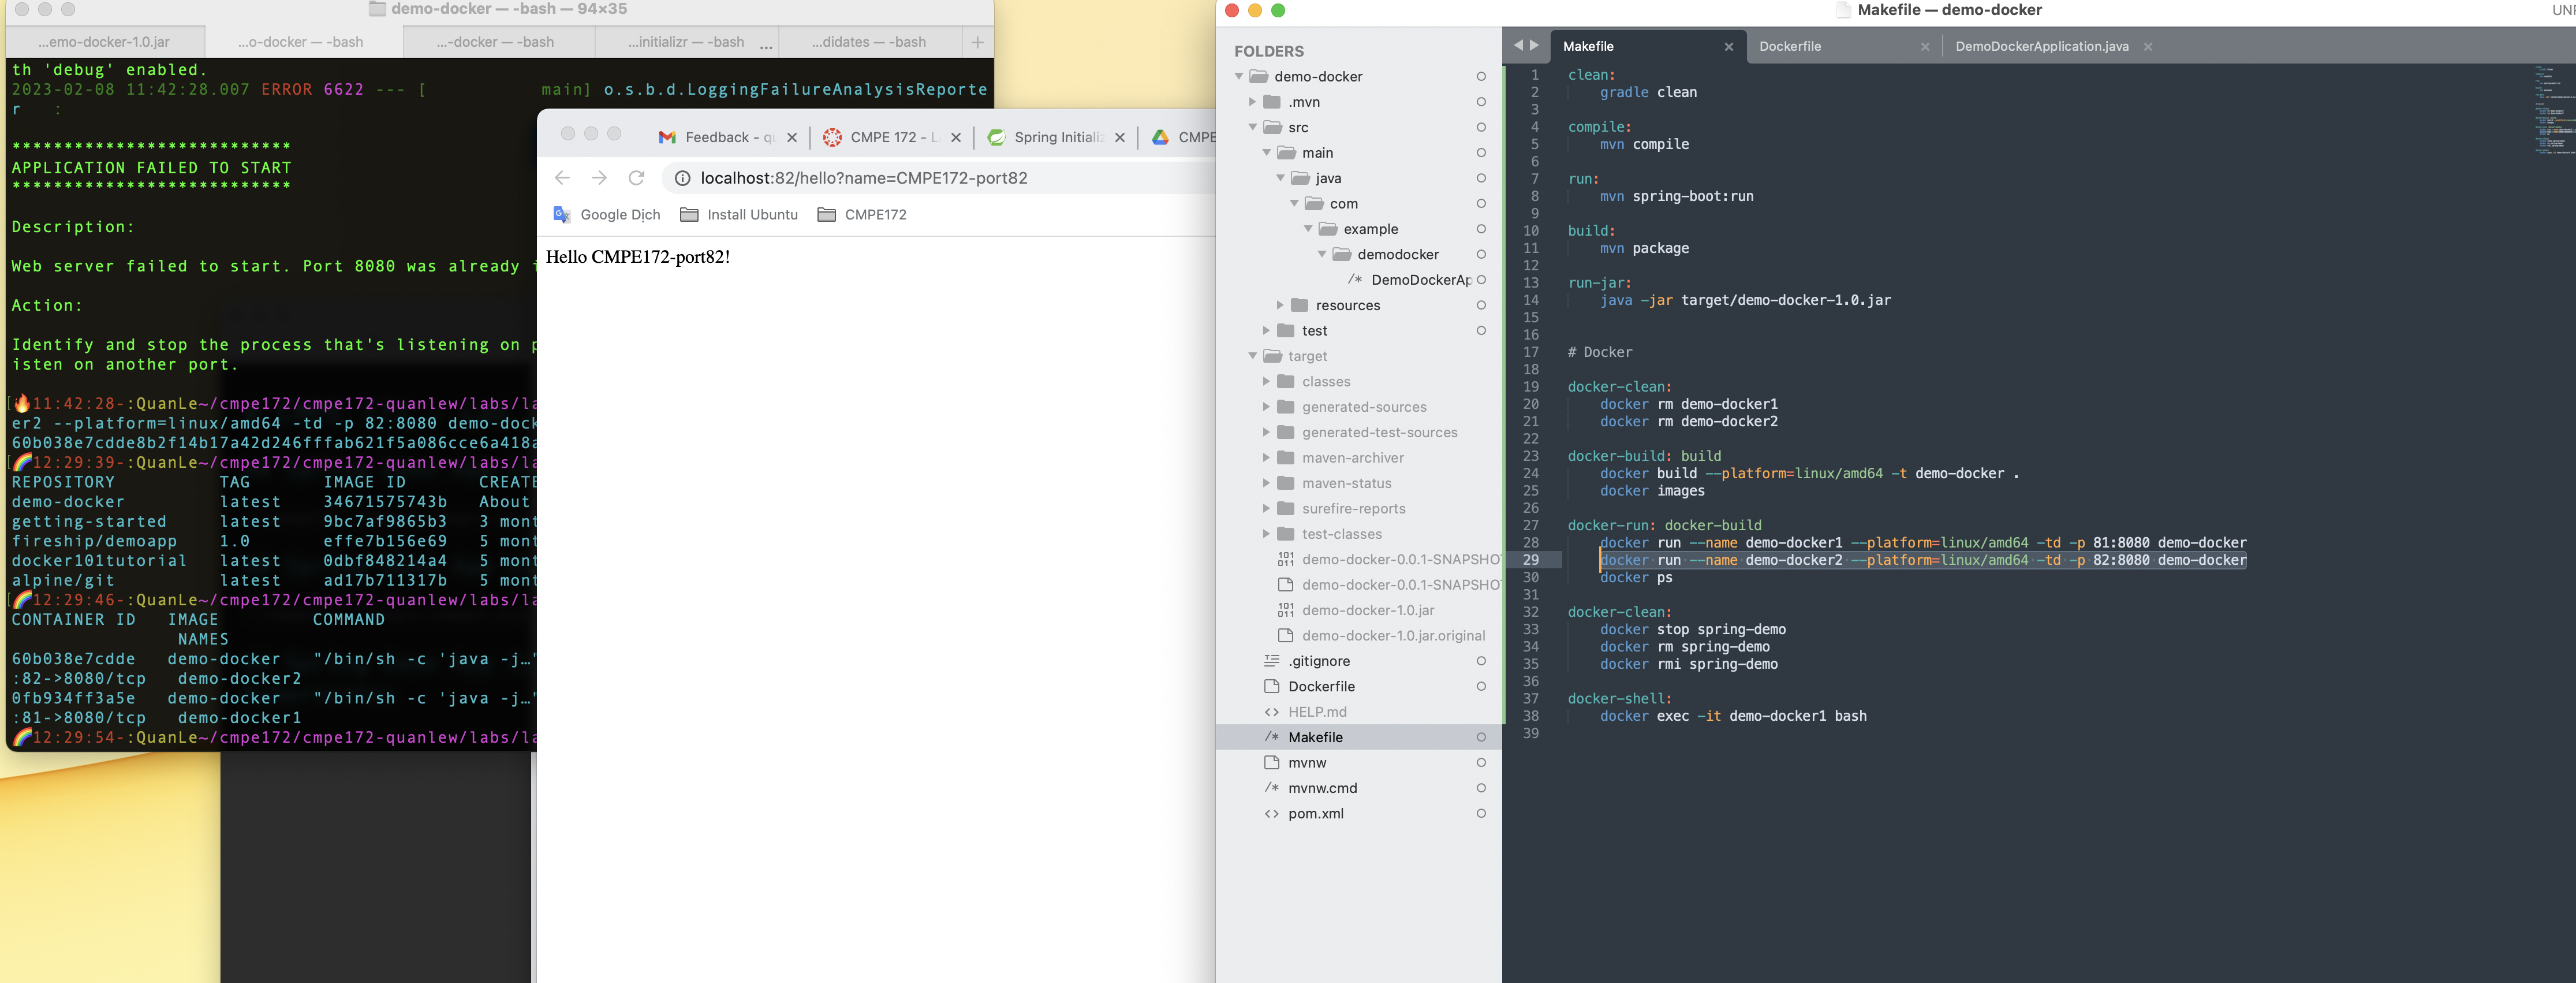 demo-docker — -bash — 94×35
...emo-docker-1.0.jar
...o-docker — -bash
...-docker — -bash
...initializr — -bash ...
...didates — -bash
+
th 'debug' enabled.
2023-02-08 11:42:28.007 ERROR 6622 --- [           main] o.s.b.d.LoggingFailureAnalysisReporte
r   :
***************************
APPLICATION FAILED TO START
***************************
Description:
Web server failed to start. Port 8080 was already
Action:
Identify and stop the process that's listening on
isten on another port.
[🔥11:42:28-:QuanLe~/cmpe172/cmpe172-quanlew/labs/la
er2 --platform=linux/amd64 -td -p 82:8080 demo-dock
60b038e7cdde8b2f14b17a42d246fffab621f5a086cce6a418a
[🌈12:29:39-:QuanLe~/cmpe172/cmpe172-quanlew/labs/la
REPOSITORY TAG IMAGE ID CREATE
demo-docker latest 34671575743b About
getting-started latest 9bc7af9865b3 3 mont
fireship/demoapp 1.0 effe7b156e69 5 mont
docker101tutorial latest 0dbf848214a4 5 mont
alpine/git latest ad17b711317b 5 mont
[🌈12:29:46-:QuanLe~/cmpe172/cmpe172-quanlew/labs/la
CONTAINER ID IMAGE COMMAND
NAMES
60b038e7cdde demo-docker "/bin/sh -c 'java -j…"
:82->8080/tcp demo-docker2
0fb934ff3a5e demo-docker "/bin/sh -c 'java -j…"
:81->8080/tcp demo-docker1
🌈12:29:54-:QuanLe~/cmpe172/cmpe172-quanlew/labs/la
Feedback - q
CMPE 172 - L
Spring Initializ
CMPE
localhost:82/hello?name=CMPE172-port82
Google Dịch
Install Ubuntu
CMPE172
Hello CMPE172-port82!
Makefile — demo-docker
UNR
FOLDERS
demo-docker
.mvn
src
main
java
com
example
demodocker
/* DemoDockerAp
resources
test
target
classes
generated-sources
generated-test-sources
maven-archiver
maven-status
surefire-reports
test-classes
demo-docker-0.0.1-SNAPSHO
demo-docker-0.0.1-SNAPSHO
demo-docker-1.0.jar
demo-docker-1.0.jar.original
.gitignore
Dockerfile
<> HELP.md
/* Makefile
mvnw
/* mvnw.cmd
<> pom.xml
Makefile
Dockerfile
DemoDockerApplication.java
1 clean:
2 gradle clean
3
4 compile:
5 mvn compile
6
7 run:
8 mvn spring-boot:run
9
10 build:
11 mvn package
12
13 run-jar:
14 java -jar target/demo-docker-1.0.jar
15
16
17 # Docker
18
19 docker-clean:
20 docker rm demo-docker1
21 docker rm demo-docker2
22
23 docker-build: build
24 docker build --platform=linux/amd64 -t demo-docker .
25 docker images
26
27 docker-run: docker-build
28 docker run --name demo-docker1 --platform=linux/amd64 -td -p 81:8080 demo-docker
29 docker run --name demo-docker2 --platform=linux/amd64 -td -p 82:8080 demo-docker
30 docker ps
31
32 docker-clean:
33 docker stop spring-demo
34 docker rm spring-demo
35 docker rmi spring-demo
36
37 docker-shell:
38 docker exec -it demo-docker1 bash
39